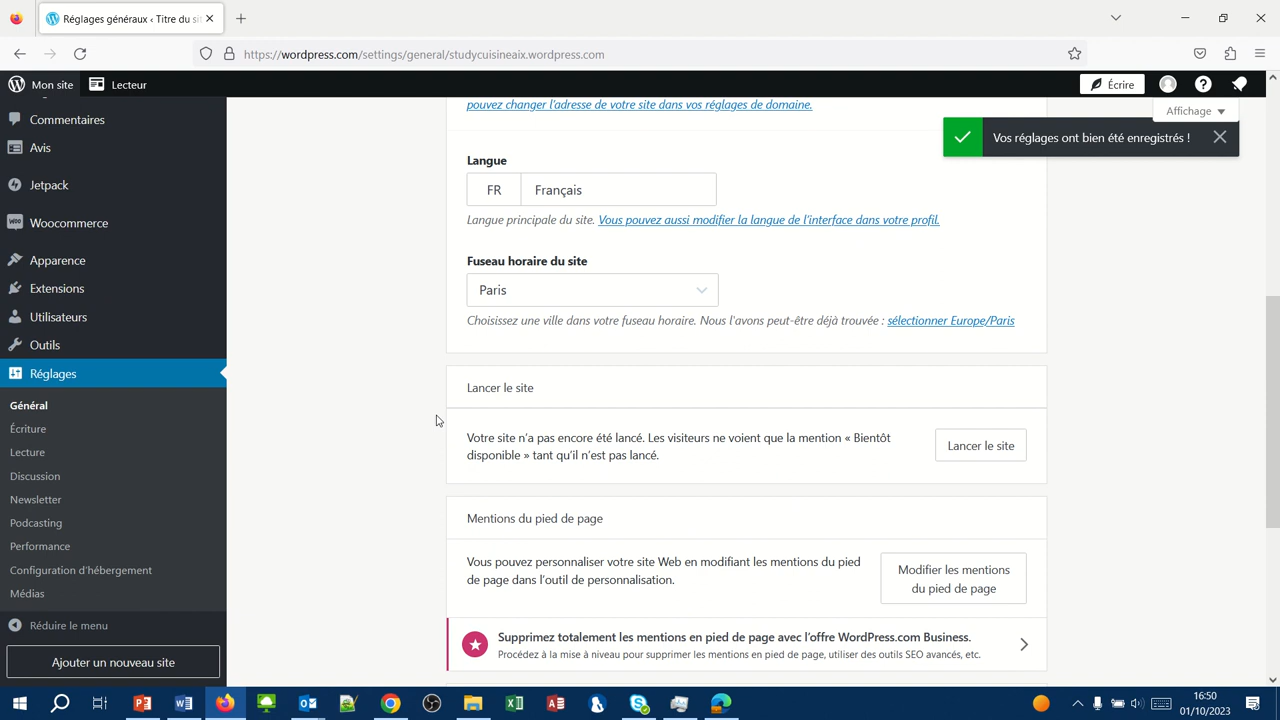 Réglages généraux ‹ Titre du si
https://wordpress.com/settings/general/studycuisineaix.wordpress.com
Mon site
Lecteur
Écrire
Commentaires
Avis
Jetpack
Woocommerce
Apparence
Extensions
Utilisateurs
Outils
Réglages
Général
Écriture
Lecture
Discussion
Newsletter
Podcasting
Performance
Configuration d’hébergement
Médias
Réduire le menu
Ajouter un nouveau site
pouvez changer l’adresse de votre site dans vos réglages de domaine.
Affichage
Vos réglages ont bien été enregistrés !
Langue
FR Français
Langue principale du site. Vous pouvez aussi modifier la langue de l’interface dans votre profil.
Fuseau horaire du site
Paris
Choisissez une ville dans votre fuseau horaire. Nous l’avons peut-être déjà trouvée : sélectionner Europe/Paris
Lancer le site
Votre site n’a pas encore été lancé. Les visiteurs ne voient que la mention « Bientôt
disponible » tant qu’il n’est pas lancé.
Lancer le site
Mentions du pied de page
Vous pouvez personnaliser votre site Web en modifiant les mentions du pied
de page dans l’outil de personnalisation.
Modifier les mentions
du pied de page
Supprimez totalement les mentions en pied de page avec l’offre WordPress.com Business.
Procédez à la mise à niveau pour supprimer les mentions en pied de page, utiliser des outils SEO avancés, etc.
16:50
01/10/2023